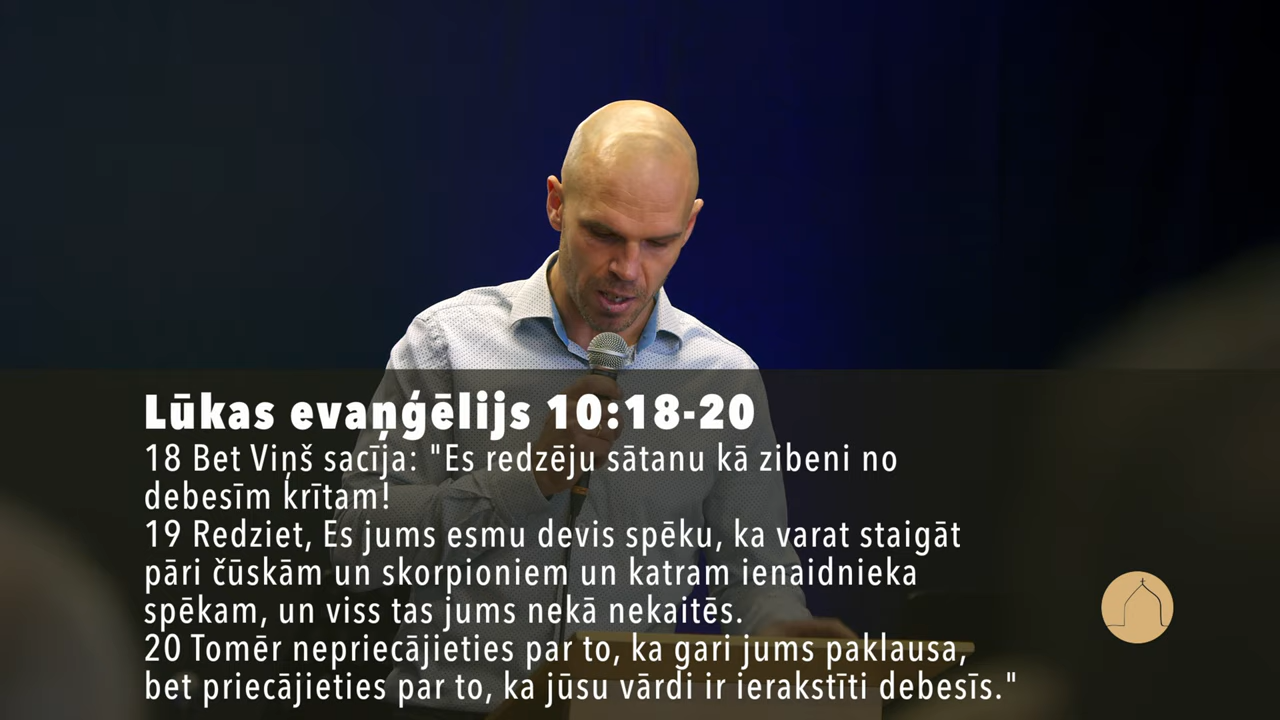 Lūkas evaņģēlijs 10:18-20
18 Bet Viņš sacīja: "Es redzēju sātanu kā zibeni no
debesīm krītam!
19 Redziet, Es jums esmu devis spēku, ka varat staigāt
pāri čūskām un skorpioniem un katram ienaidnieka
spēkam, un viss tas jums nekā nekaitēs.
20 Tomēr nepriecājieties par to, ka gari jums paklausa,
bet priecājieties par to, ka jūsu vārdi ir ierakstīti debesīs."